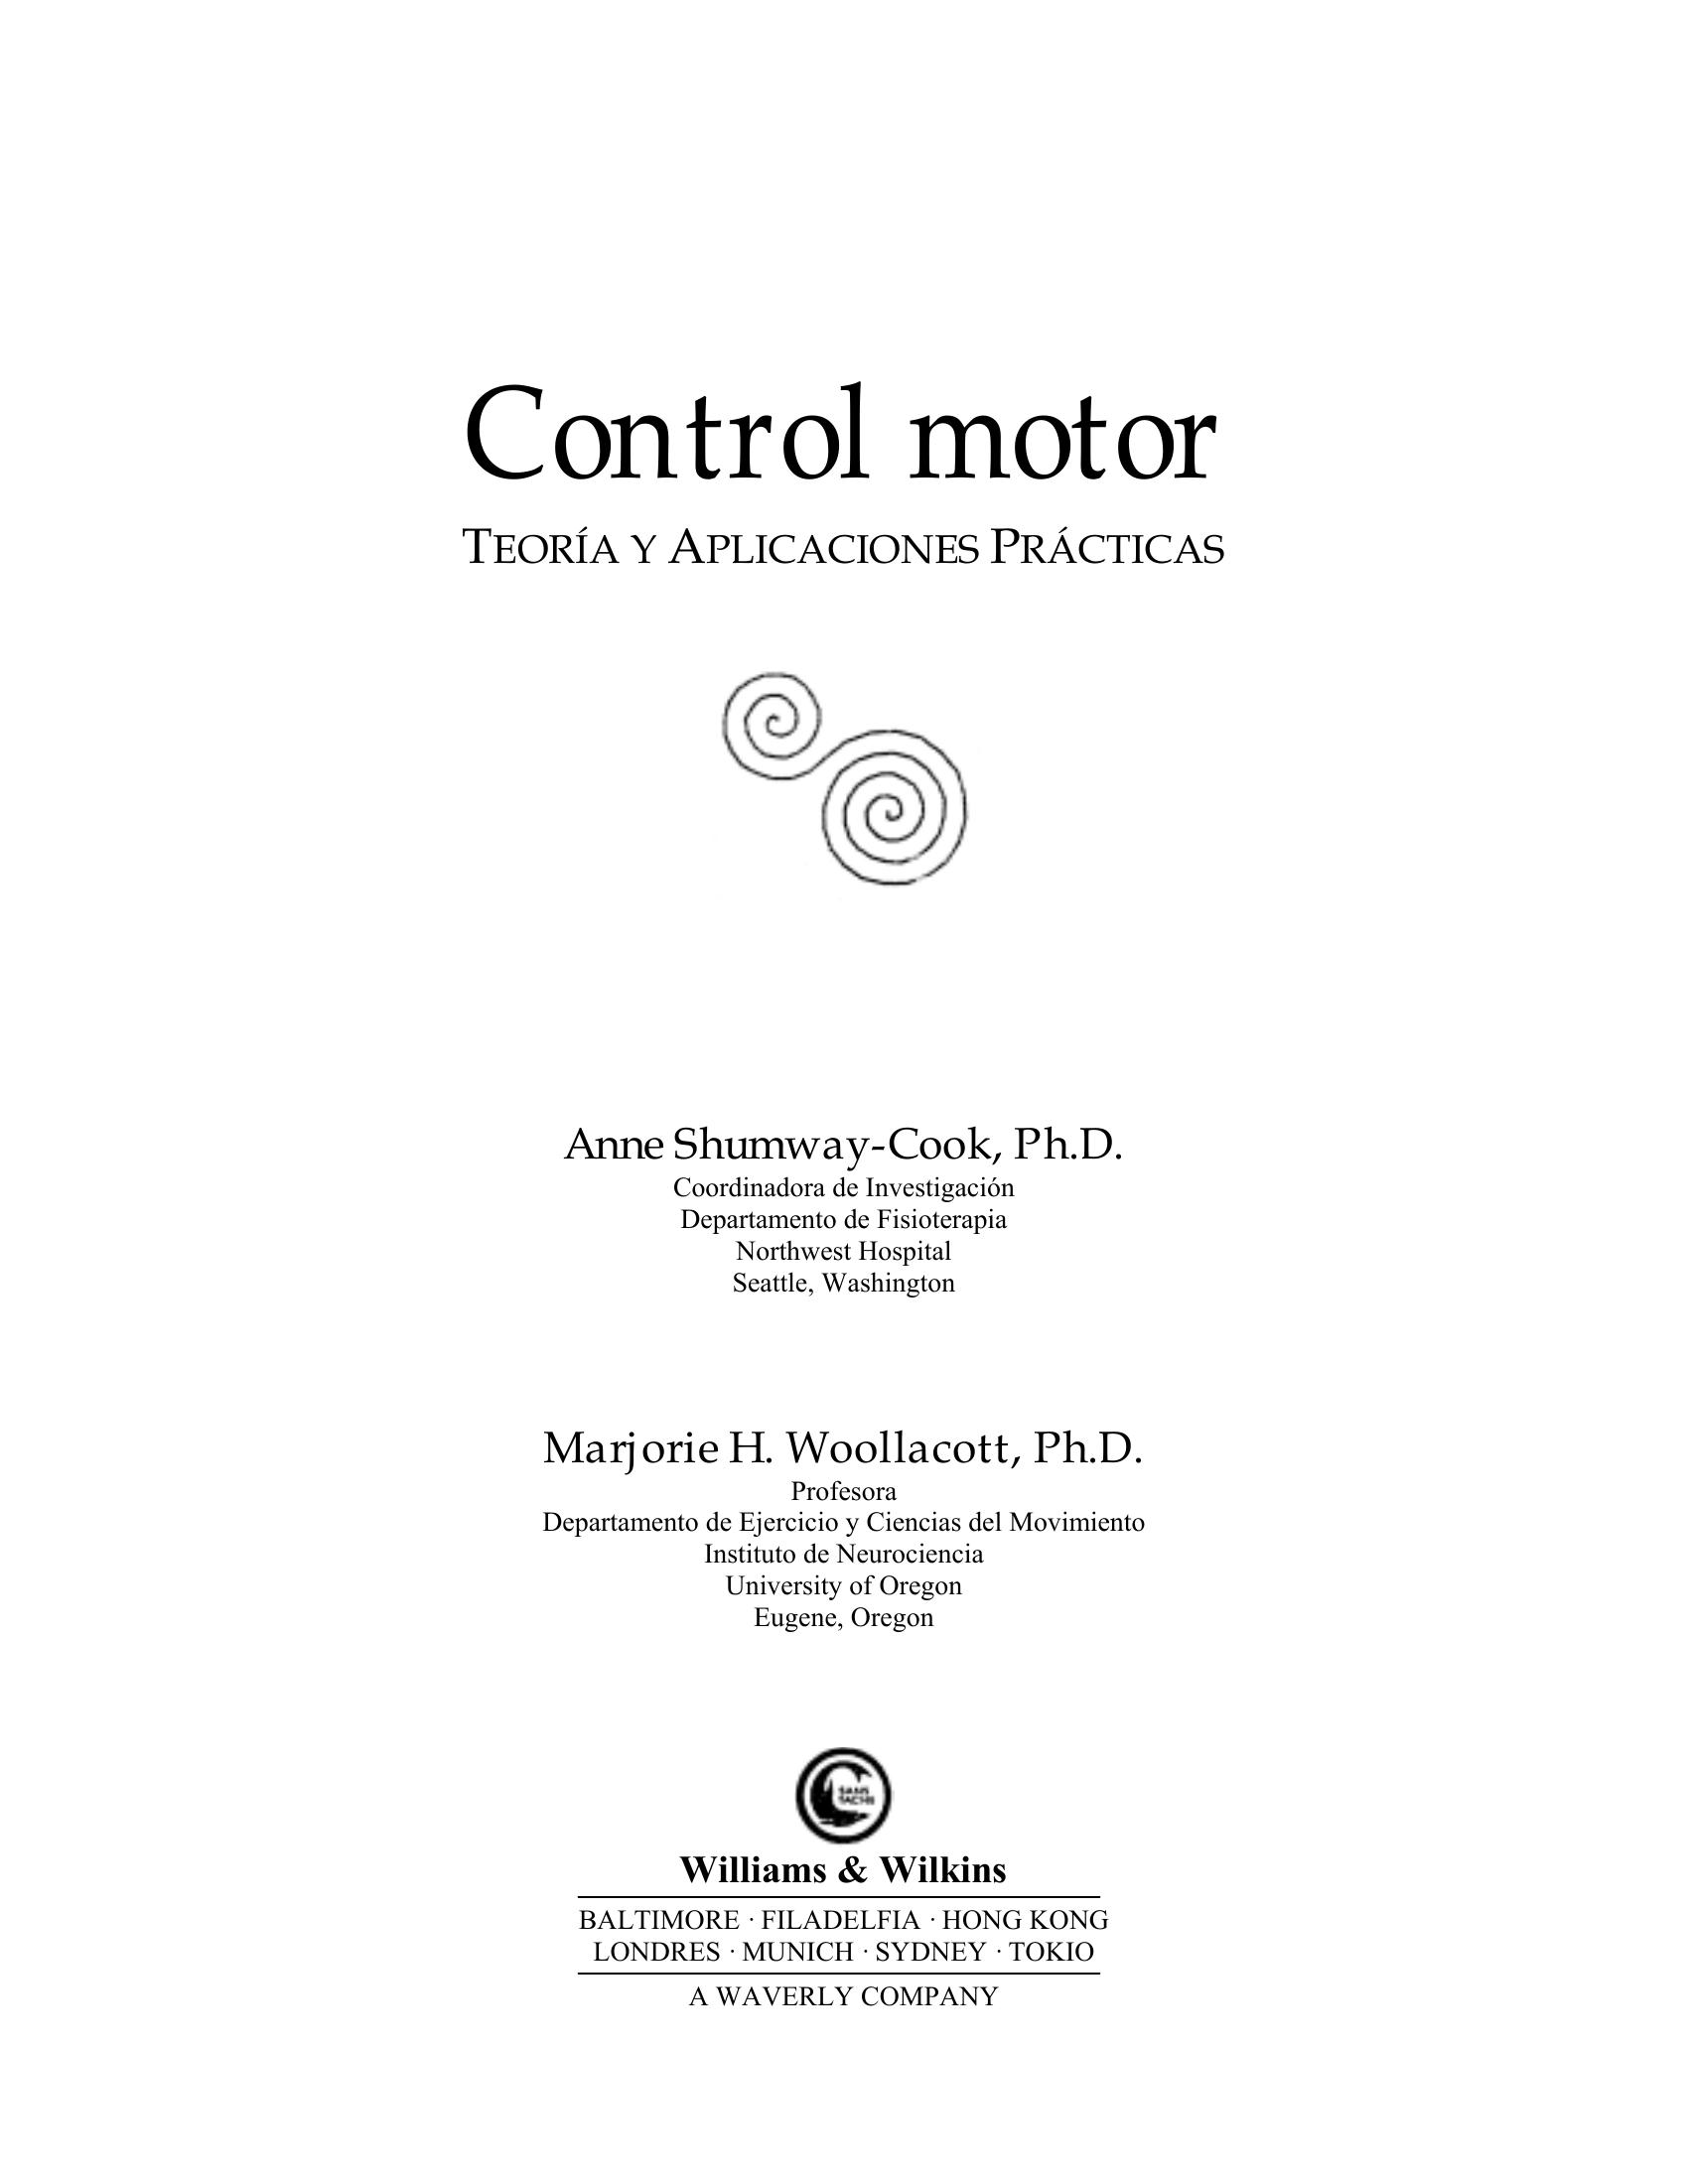 Control motor
TEORÍA Y APLICACIONES PRÁCTICAS
Anne Shumway-Cook, Ph.D.
Coordinadora de Investigación
Departamento de Fisioterapia
Northwest Hospital
Seattle, Washington
Marjorie H. Woollacott, Ph.D.
Profesora
Departamento de Ejercicio y Ciencias del Movimiento
Instituto de Neurociencia
University of Oregon
Eugene, Oregon
SANS
TACHE
Williams & Wilkins
BALTIMORE · FILADELFIA · HONG KONG
LONDRES · MUNICH · SYDNEY · TOKIO
A WAVERLY COMPANY